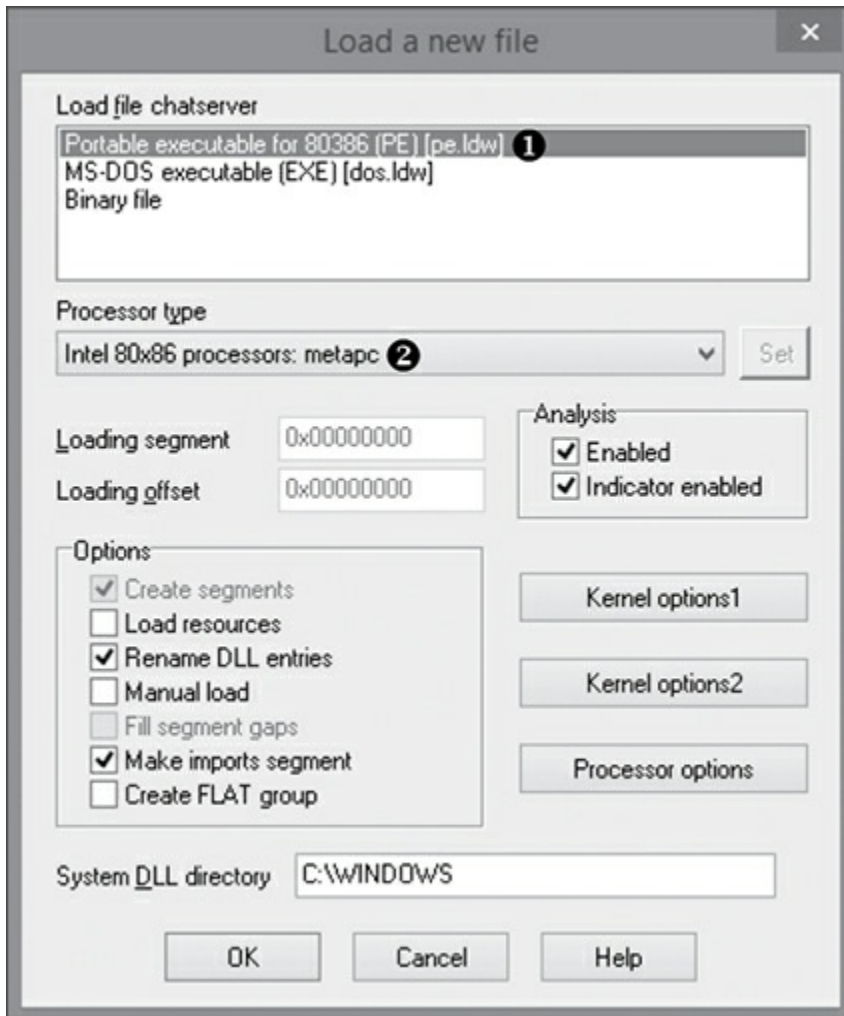 Load a new file
Load file chatserver
Portable executable for 80386 (PE) [pe.ldw] ❶
MS-DOS executable (EXE) [dos.ldw]
Binary file
Processor type
Intel 80x86 processors: metapc ❷
Set
Loading segment 0x00000000
Loading offset 0x00000000
Analysis
Enabled
Indicator enabled
Options
Create segments
Load resources
Rename DLL entries
Manual load
Fill segment gaps
Make imports segment
Create FLAT group
Kernel options1
Kernel options2
Processor options
System DLL directory C:\WINDOWS
OK Cancel Help